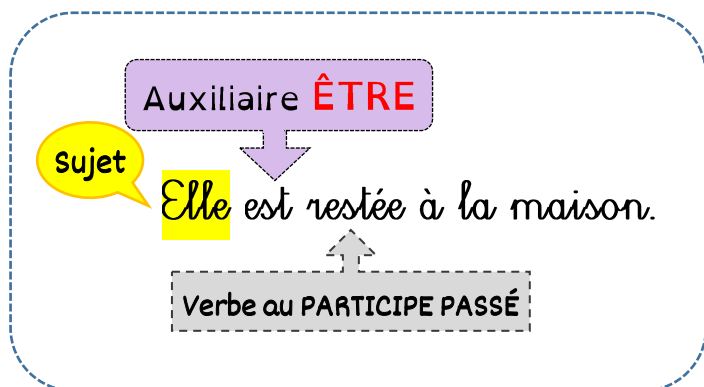 Auxiliaire ÊTRE
Sujet
Elle est restée à la maison.
Verbe au PARTICIPE PASSÉ